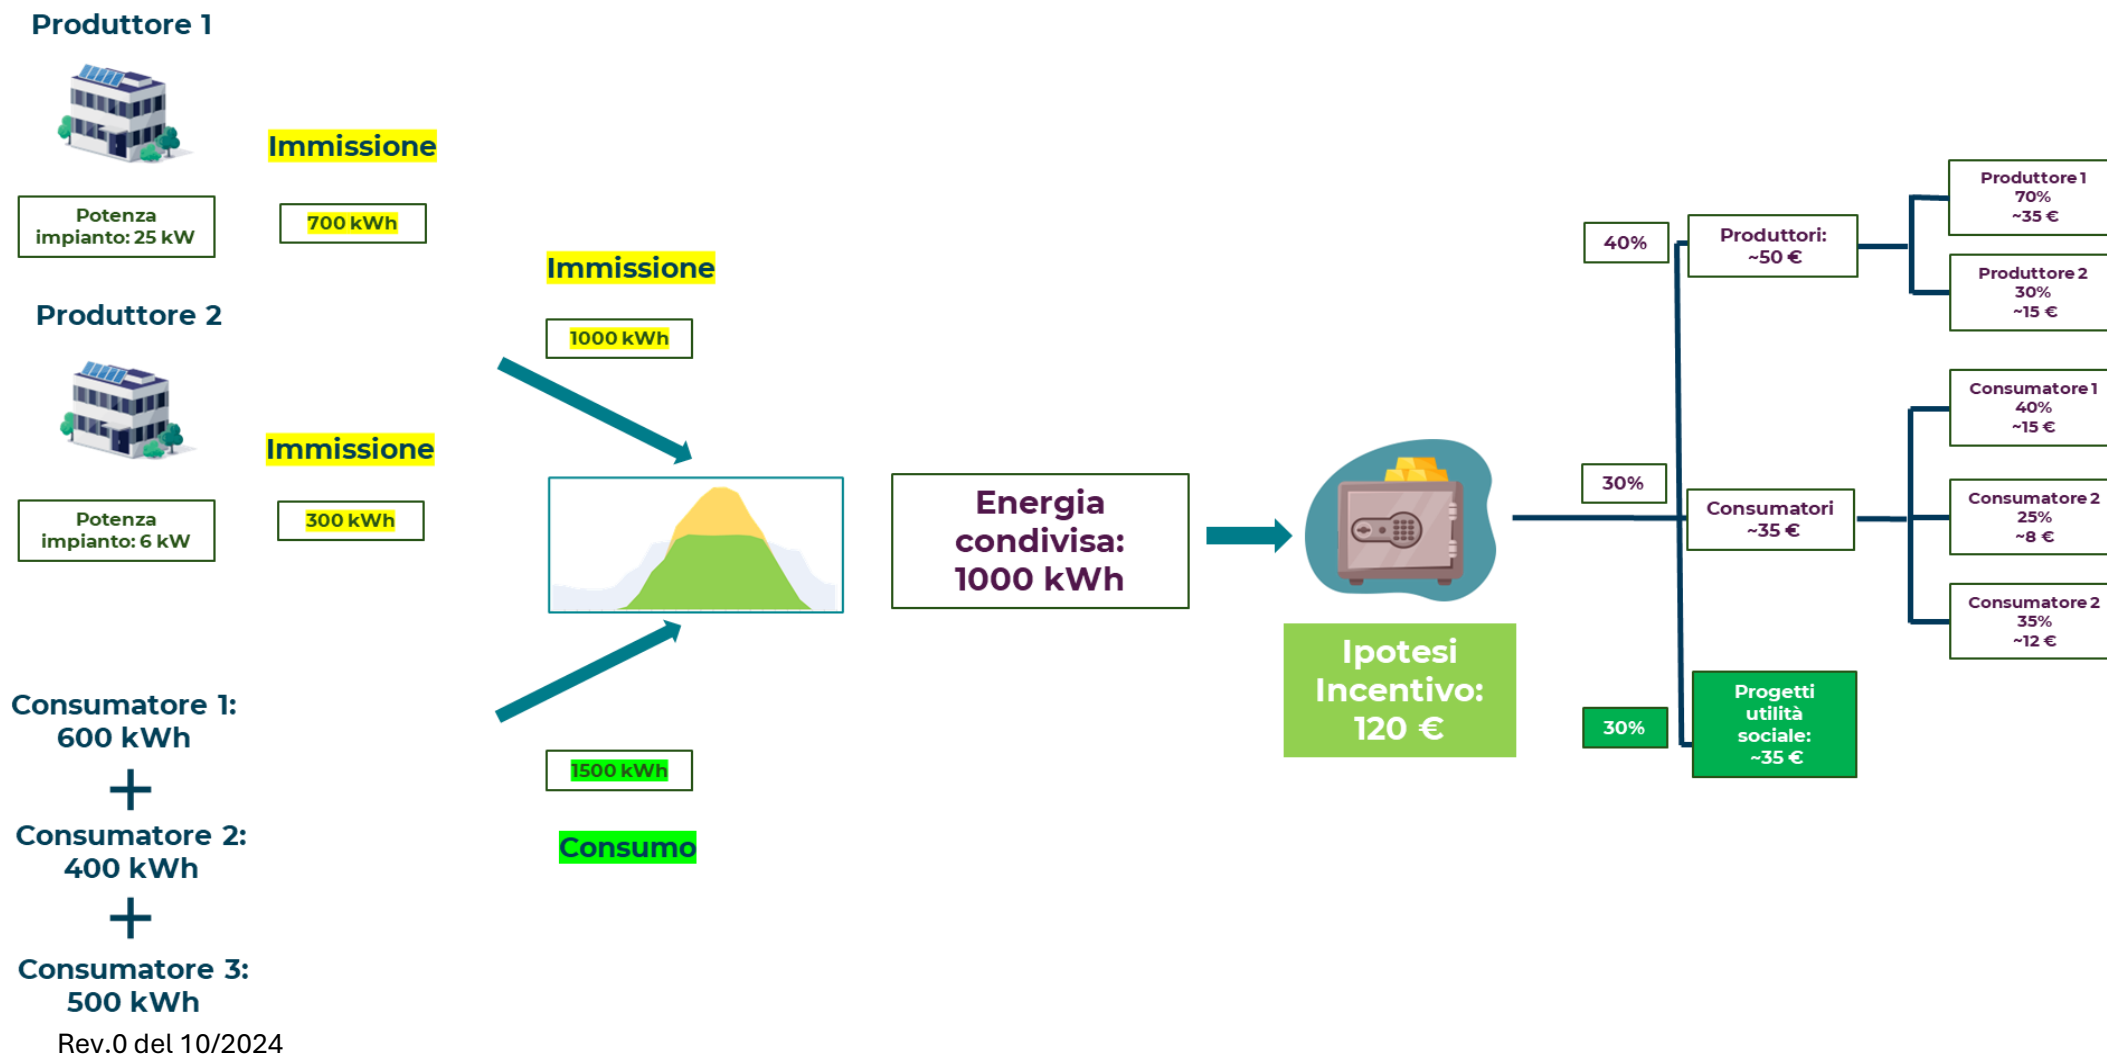 Produttore 1
Immissione
Potenza
impianto: 25 kW
700 kWh
Produttore 2
Immissione
Potenza
impianto: 6 kW
300 kWh
Immissione
1000 kWh
Consumatore 1:
600 kWh
+
Consumatore 2:
400 kWh
+
Consumatore 3:
500 kWh
1500 kWh
Consumo
Energia
condivisa:
1000 kWh
Ipotesi
Incentivo:
120 €
40%
Produttori:
~50 €
Produttore 1
70%
~35 €
Produttore 2
30%
~15 €
30%
Consumatori
~35 €
Consumatore 1
40%
~15 €
Consumatore 2
25%
~8 €
Consumatore 2
35%
~12 €
30%
Progetti
utilità
sociale:
~35 €
Rev.0 del 10/2024